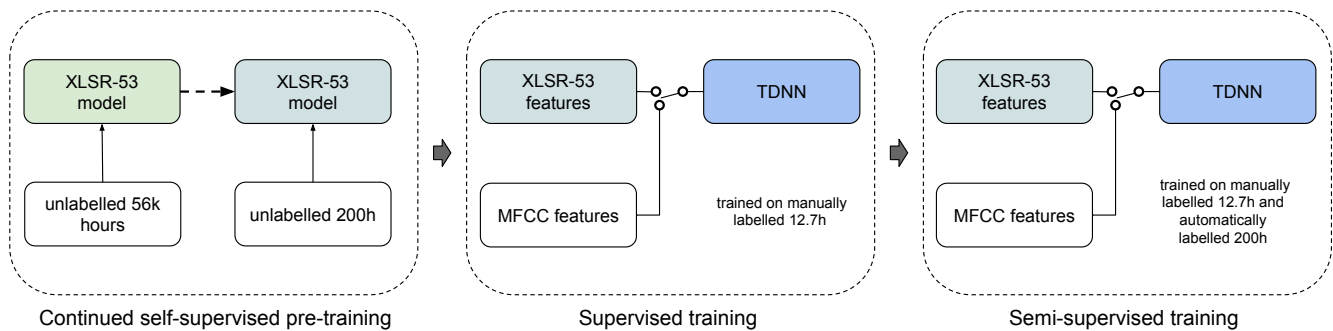 XLSR-53
model
XLSR-53
model
unlabelled 56k
hours
unlabelled 200h
Continued self-supervised pre-training
XLSR-53
features
TDNN
MFCC features
trained on manually
labelled 12.7h
Supervised training
XLSR-53
features
TDNN
MFCC features
trained on manually
labelled 12.7h and
automatically
labelled 200h
Semi-supervised training